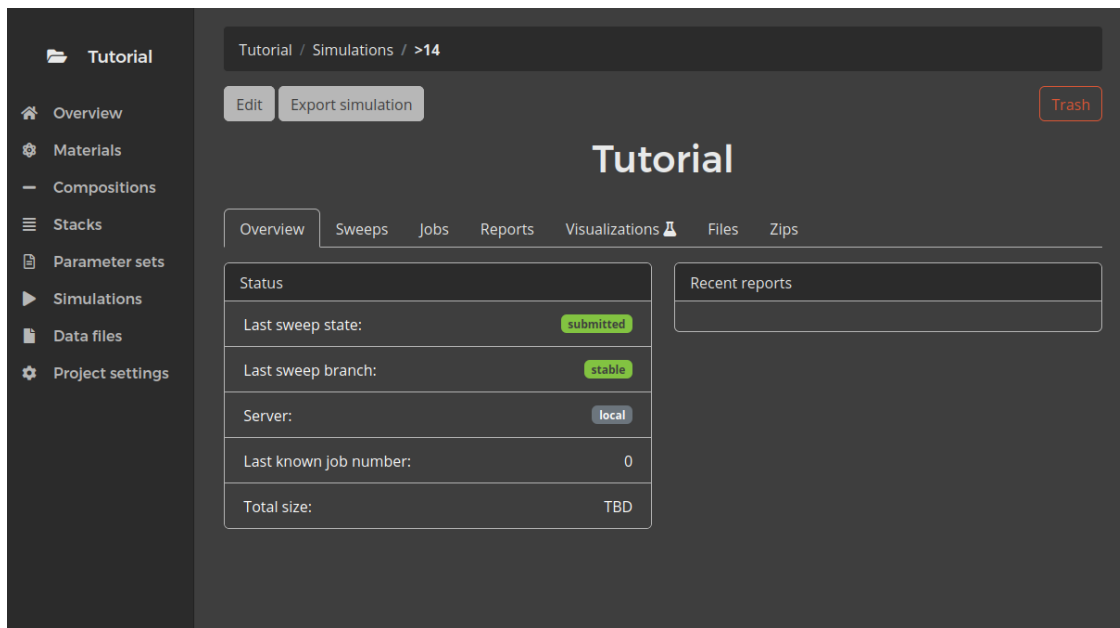 Tutorial
Overview
Materials
Compositions
Stacks
Parameter sets
Simulations
Data files
Project settings
Tutorial / Simulations / >14
Edit Export simulation Trash
Tutorial
Overview Sweeps Jobs Reports Visualizations Files Zips
Status
Last sweep state: submitted
Last sweep branch: stable
Server: local
Last known job number: 0
Total size: TBD
Recent reports